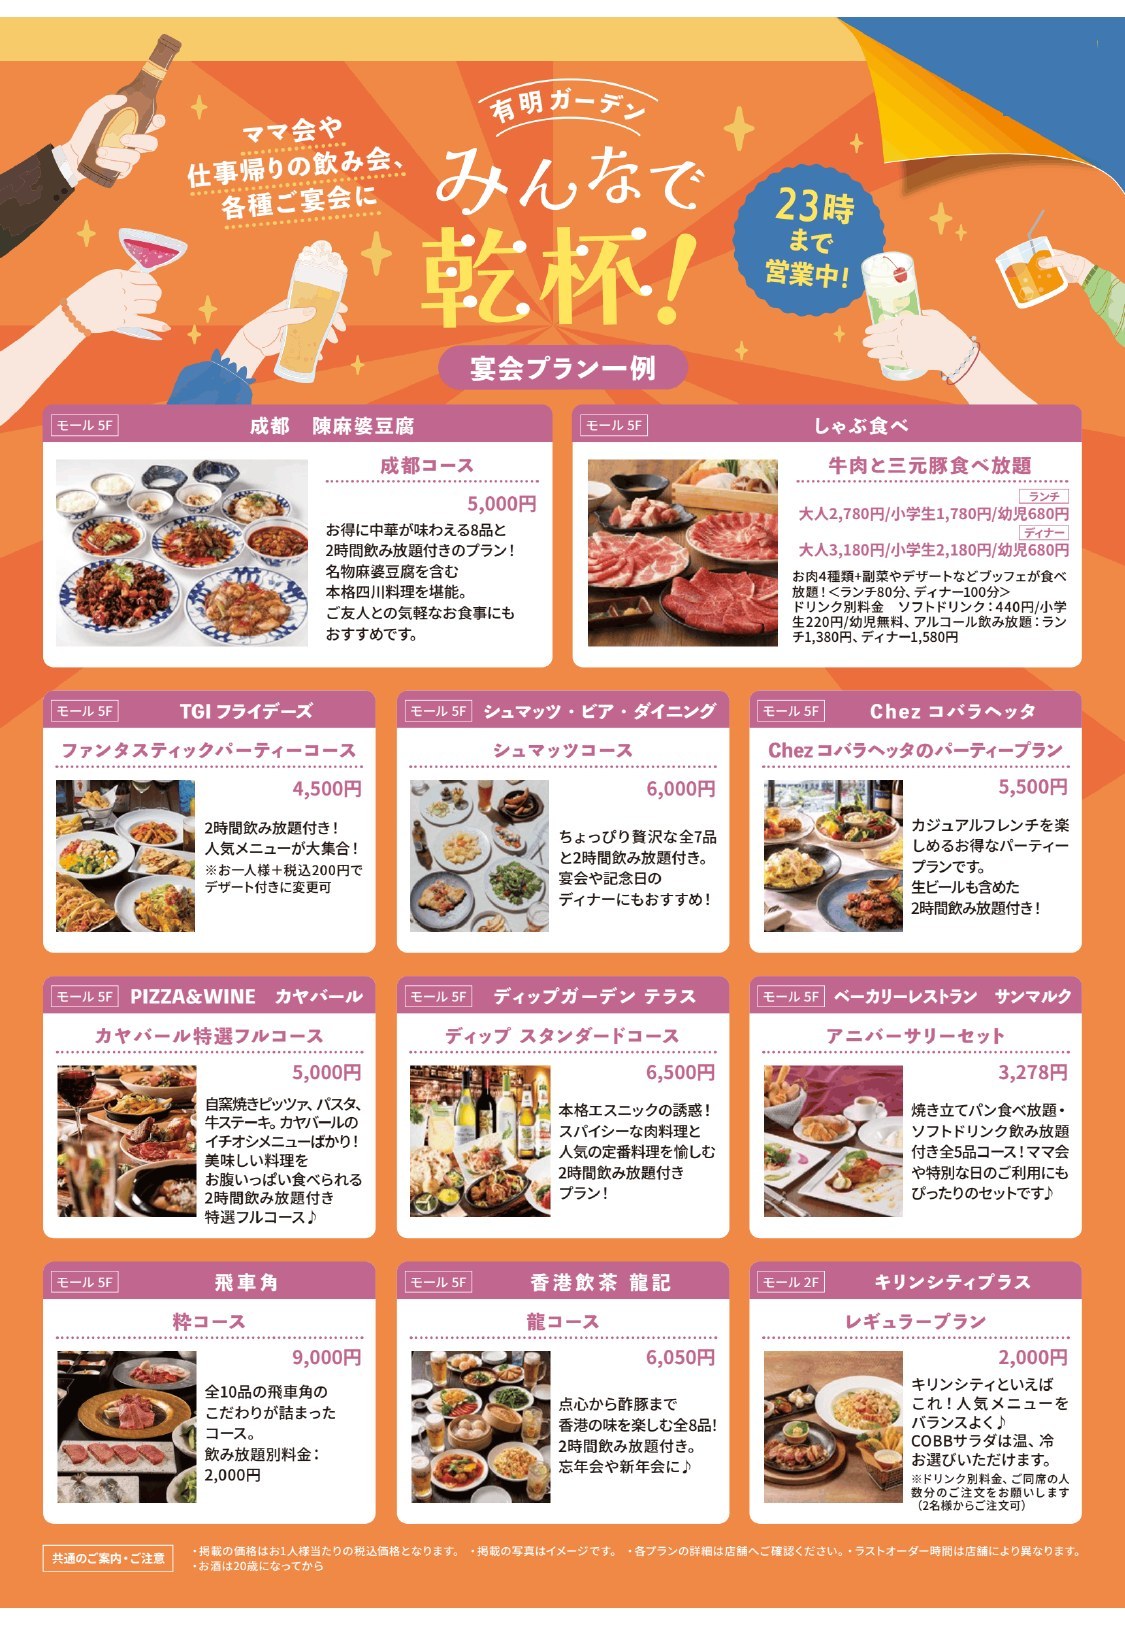 ママ会や
仕事帰りの飲み会、
各種ご宴会に
有明ガーデン
みんなで
乾杯!
23時
まで
営業中!
宴会プラン一例
モール 5F
成都 陳麻婆豆腐
成都コース
5,000円
お得に中華が味わえる8品と
2時間飲み放題付きのプラン!
名物麻婆豆腐を含む
本格四川料理を堪能。
ご友人との気軽なお食事にも
おすすめです。
モール 5F
しゃぶ食べ
牛肉と三元豚食べ放題
ランチ
大人2,780円/小学生1,780円/幼児680円
ディナー
大人3,180円/小学生2,180円/幼児680円
お肉4種類+副菜やデザートなどブッフェが食べ
放題!<ランチ80分、ディナー100分>
ドリンク別料金 ソフトドリンク:440円/小学
生220円/幼児無料、アルコール飲み放題:ラン
チ1,380円、ディナー1,580円
モール 5F
TGI フライデーズ
ファンタスティックパーティーコース
4,500円
2時間飲み放題付き!
人気メニューが大集合!
※お一人様+税込200円で
デザート付きに変更可
モール 5F
シュマッツ・ビア・ダイニング
シュマッツコース
6,000円
ちょっぴり贅沢な全7品
と2時間飲み放題付き。
宴会や記念日の
ディナーにもおすすめ!
モール 5F
Chez コバラヘッタ
Chez コバラヘッタのパーティープラン
5,500円
カジュアルフレンチを楽
しめるお得なパーティー
プランです。
生ビールも含めた
2時間飲み放題付き!
モール 5F
PIZZA&WINE カヤバール
カヤバール特選フルコース
5,000円
自窯焼きピッツァ、パスタ、
牛ステーキ。カヤバールの
イチオシメニューばかり!
美味しい料理を
お腹いっぱい食べられる
2時間飲み放題付き
特選フルコース♪
モール 5F
ディップガーデン テラス
ディップ スタンダードコース
6,500円
本格エスニックの誘惑!
スパイシーな肉料理と
人気の定番料理を愉しむ
2時間飲み放題付き
プラン!
モール 5F
ベーカリーレストラン サンマルク
アニバーサリーセット
3,278円
焼き立てパン食べ放題・
ソフトドリンク飲み放題
付き全5品コース!ママ会
や特別な日のご利用にも
ぴったりのセットです♪
モール 5F
飛車角
粋コース
9,000円
全10品の飛車角の
こだわりが詰まった
コース。
飲み放題別料金:
2,000円
モール 5F
香港飲茶 龍記
龍コース
6,050円
点心から酢豚まで
香港の味を楽しむ全8品!
2時間飲み放題付き。
忘年会や新年会に♪
モール 2F
キリンシティプラス
レギュラープラン
2,000円
キリンシティといえば
これ!人気メニューを
バランスよく♪
COBBサラダは温、冷
お選びいただけます。
※ドリンク別料金、ご同席の人
数分のご注文をお願いします
(2名様からご注文可)
共通のご案内・ご注意
・掲載の価格はお1人様当たりの税込価格となります。 ・掲載の写真はイメージです。 ・各プランの詳細は店舗へご確認ください。・ラストオーダー時間は店舗により異なります。
・お酒は20歳になってから